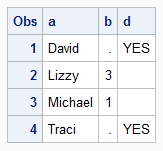 Obs a b d
1 David . YES
2 Lizzy 3
3 Michael 1
4 Traci . YES